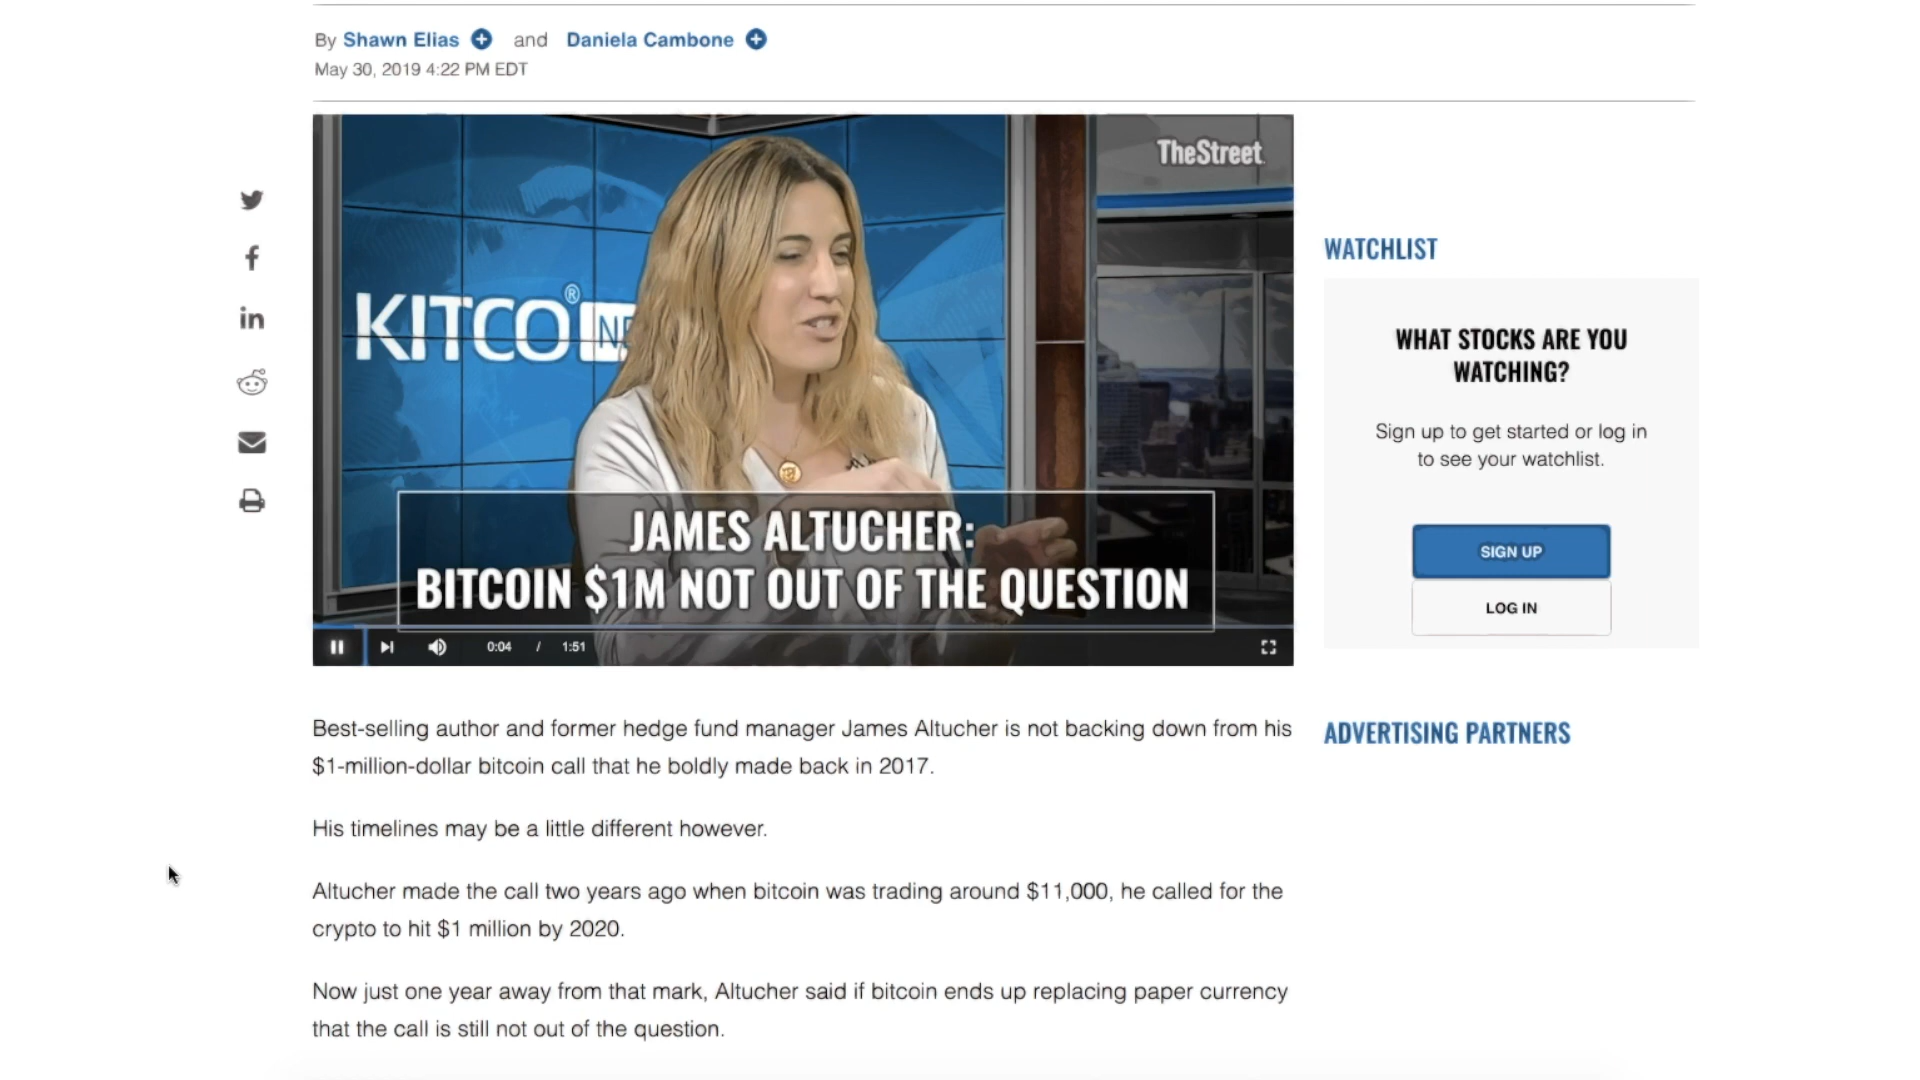 By Shawn Elias and Daniela Cambone
May 30, 2019 4:22 PM EDT
TheStreet
KITCO®
JAMES ALTUCHER:
BITCOIN $1M NOT OUT OF THE QUESTION
0:04 / 1:51
WATCHLIST
WHAT STOCKS ARE YOU
WATCHING?
Sign up to get started or log in
to see your watchlist.
SIGN UP
LOG IN
Best-selling author and former hedge fund manager James Altucher is not backing down from his
$1-million-dollar bitcoin call that he boldly made back in 2017.
His timelines may be a little different however.
Altucher made the call two years ago when bitcoin was trading around $11,000, he called for the
crypto to hit $1 million by 2020.
Now just one year away from that mark, Altucher said if bitcoin ends up replacing paper currency
that the call is still not out of the question.
ADVERTISING PARTNERS